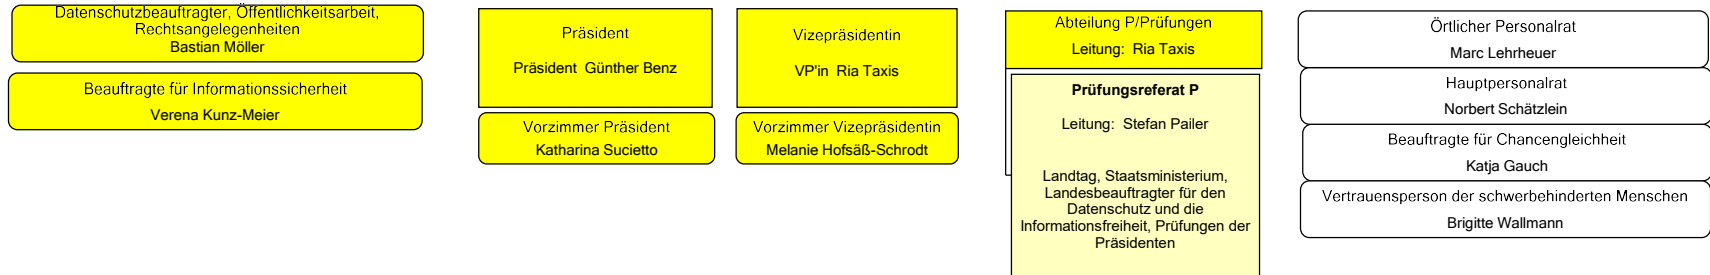 Datenschutzbeauftragter, Öffentlichkeitsarbeit,
Rechtsangelegenheiten
Bastian Möller
Beauftragte für Informationssicherheit
Verena Kunz-Meier
Präsident
Präsident Günther Benz
Vorzimmer Präsident
Katharina Sucietto
Vizepräsidentin
VP'in Ria Taxis
Vorzimmer Vizepräsidentin
Melanie Hofsäß-Schrodt
Abteilung P/Prüfungen
Leitung: Ria Taxis
Prüfungsreferat P
Leitung: Stefan Pailer
Landtag, Staatsministerium,
Landesbeauftragter für den
Datenschutz und die
Informationsfreiheit, Prüfungen der
Präsidenten
Örtlicher Personalrat
Marc Lehrheuer
Hauptpersonalrat
Norbert Schätzlein
Beauftragte für Chancengleichheit
Katja Gauch
Vertrauensperson der schwerbehinderten Menschen
Brigitte Wallmann